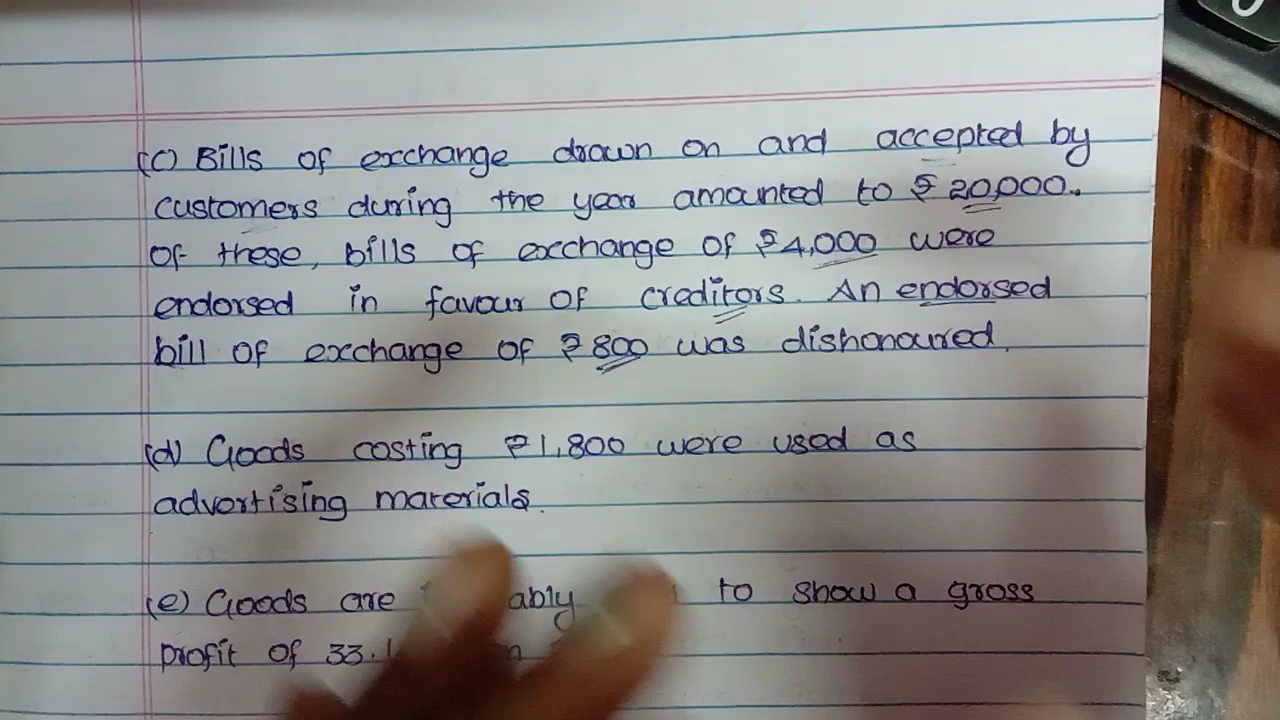 (c) Bills of exchange drawn on and accepted by
customers during the year amounted to ₹ 20,000.
Of these, bills of exchange of ₹4,000 were
endorsed in favour of creditors. An endorsed
bill of exchange of ₹800 was dishonoured.
(d) Goods costing ₹1,800 were used as
advertising materials.
(e) Goods are to show a gross
profit of 33.